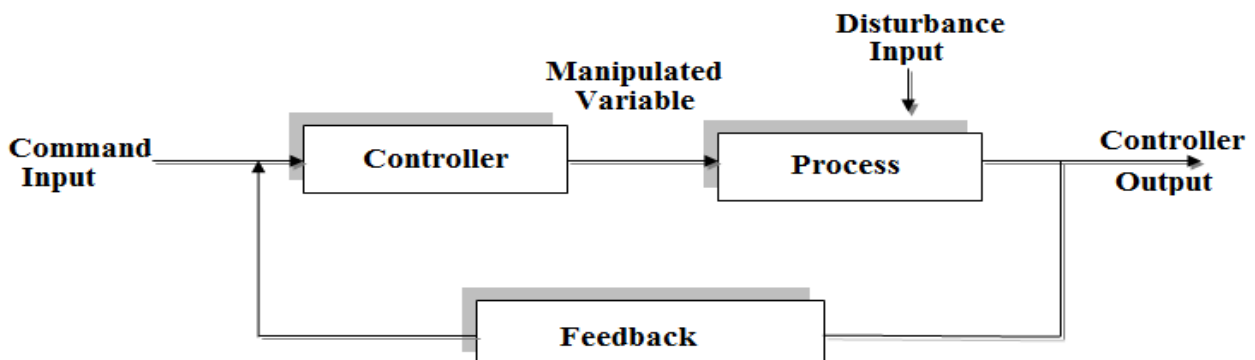 Disturbance
Input
Manipulated
Variable
Command
Input
Controller
Process
Controller
Output
Feedback